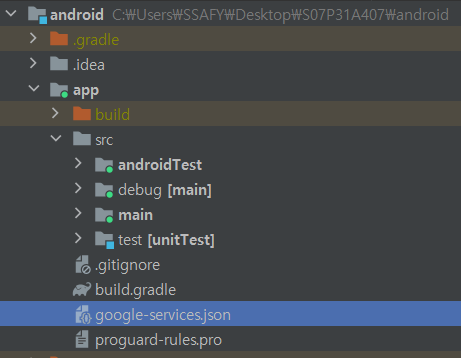 android C:₩Users₩SSAFY₩Desktop₩S07P31A407₩android
.gradle
.idea
app
build
src
androidTest
debug [main]
main
test [unitTest]
.gitignore
build.gradle
google-services.json
proguard-rules.pro